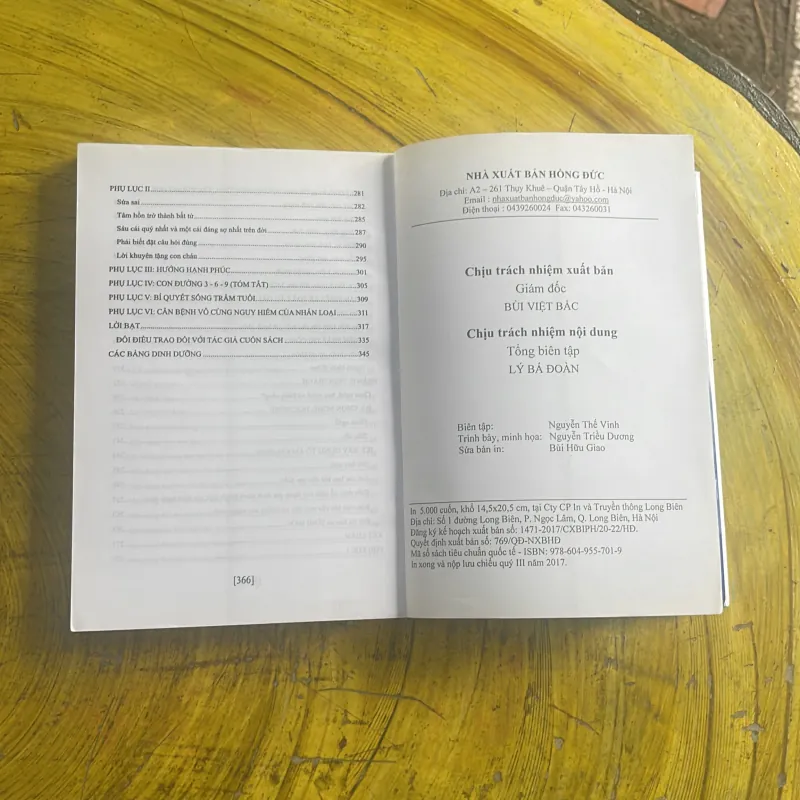 PHỤ LỤC II........281
Sửa sai........282
Tâm hồn trở thành bất tử........285
Sáu cái quý nhất và một cái đáng sợ nhất trên đời........287
Phải biết đặt câu hỏi đúng........290
Lời khuyên tặng con cháu........295
PHỤ LỤC III: HƯỚNG HẠNH PHÚC........301
PHỤ LỤC IV: CON ĐƯỜNG 3 - 6 - 9 (TÓM TẮT)........305
PHỤ LỤC V: BÍ QUYẾT SỐNG TRĂM TUỔI........309
PHỤ LỤC VI: CĂN BỆNH VÔ CÙNG NGUY HIỂM CỦA NHÂN LOẠI........311
LỜI BẠT........317
ĐÔI ĐIỀU TRAO ĐỔI VỚI TÁC GIẢ CUỐN SÁCH........335
CÁC BẢNG DINH DƯỠNG........345
[366]
NHÀ XUẤT BẢN HỒNG ĐỨC
Địa chỉ: A2 – 261 Thụy Khuê – Quận Tây Hồ - Hà Nội
Email : nhaxuatbanhongduc@yahoo.com
Điện thoại : 0439260024 Fax: 043260031
Chịu trách nhiệm xuất bản
Giám đốc
BÙI VIỆT BẮC
Chịu trách nhiệm nội dung
Tổng biên tập
LÝ BÁ ĐOÀN
Biên tập: Nguyễn Thế Vinh
Trình bày, minh họa: Nguyễn Triều Dương
Sửa bản in: Bùi Hữu Giao
In 5.000 cuốn, khổ 14,5x20,5 cm, tại Cty CP In và Truyền thông Long Biên
Địa chỉ: Số 1 đường Long Biên, P. Ngọc Lâm, Q. Long Biên, Hà Nội
Đăng ký kế hoạch xuất bản số: 1471-2017/CXBIPH/20-22/HĐ.
Quyết định xuất bản số: 769/QĐ-NXBHD
Mã số sách tiêu chuẩn quốc tế - ISBN: 978-604-955-701-9
In xong và nộp lưu chiểu quý III năm 2017.